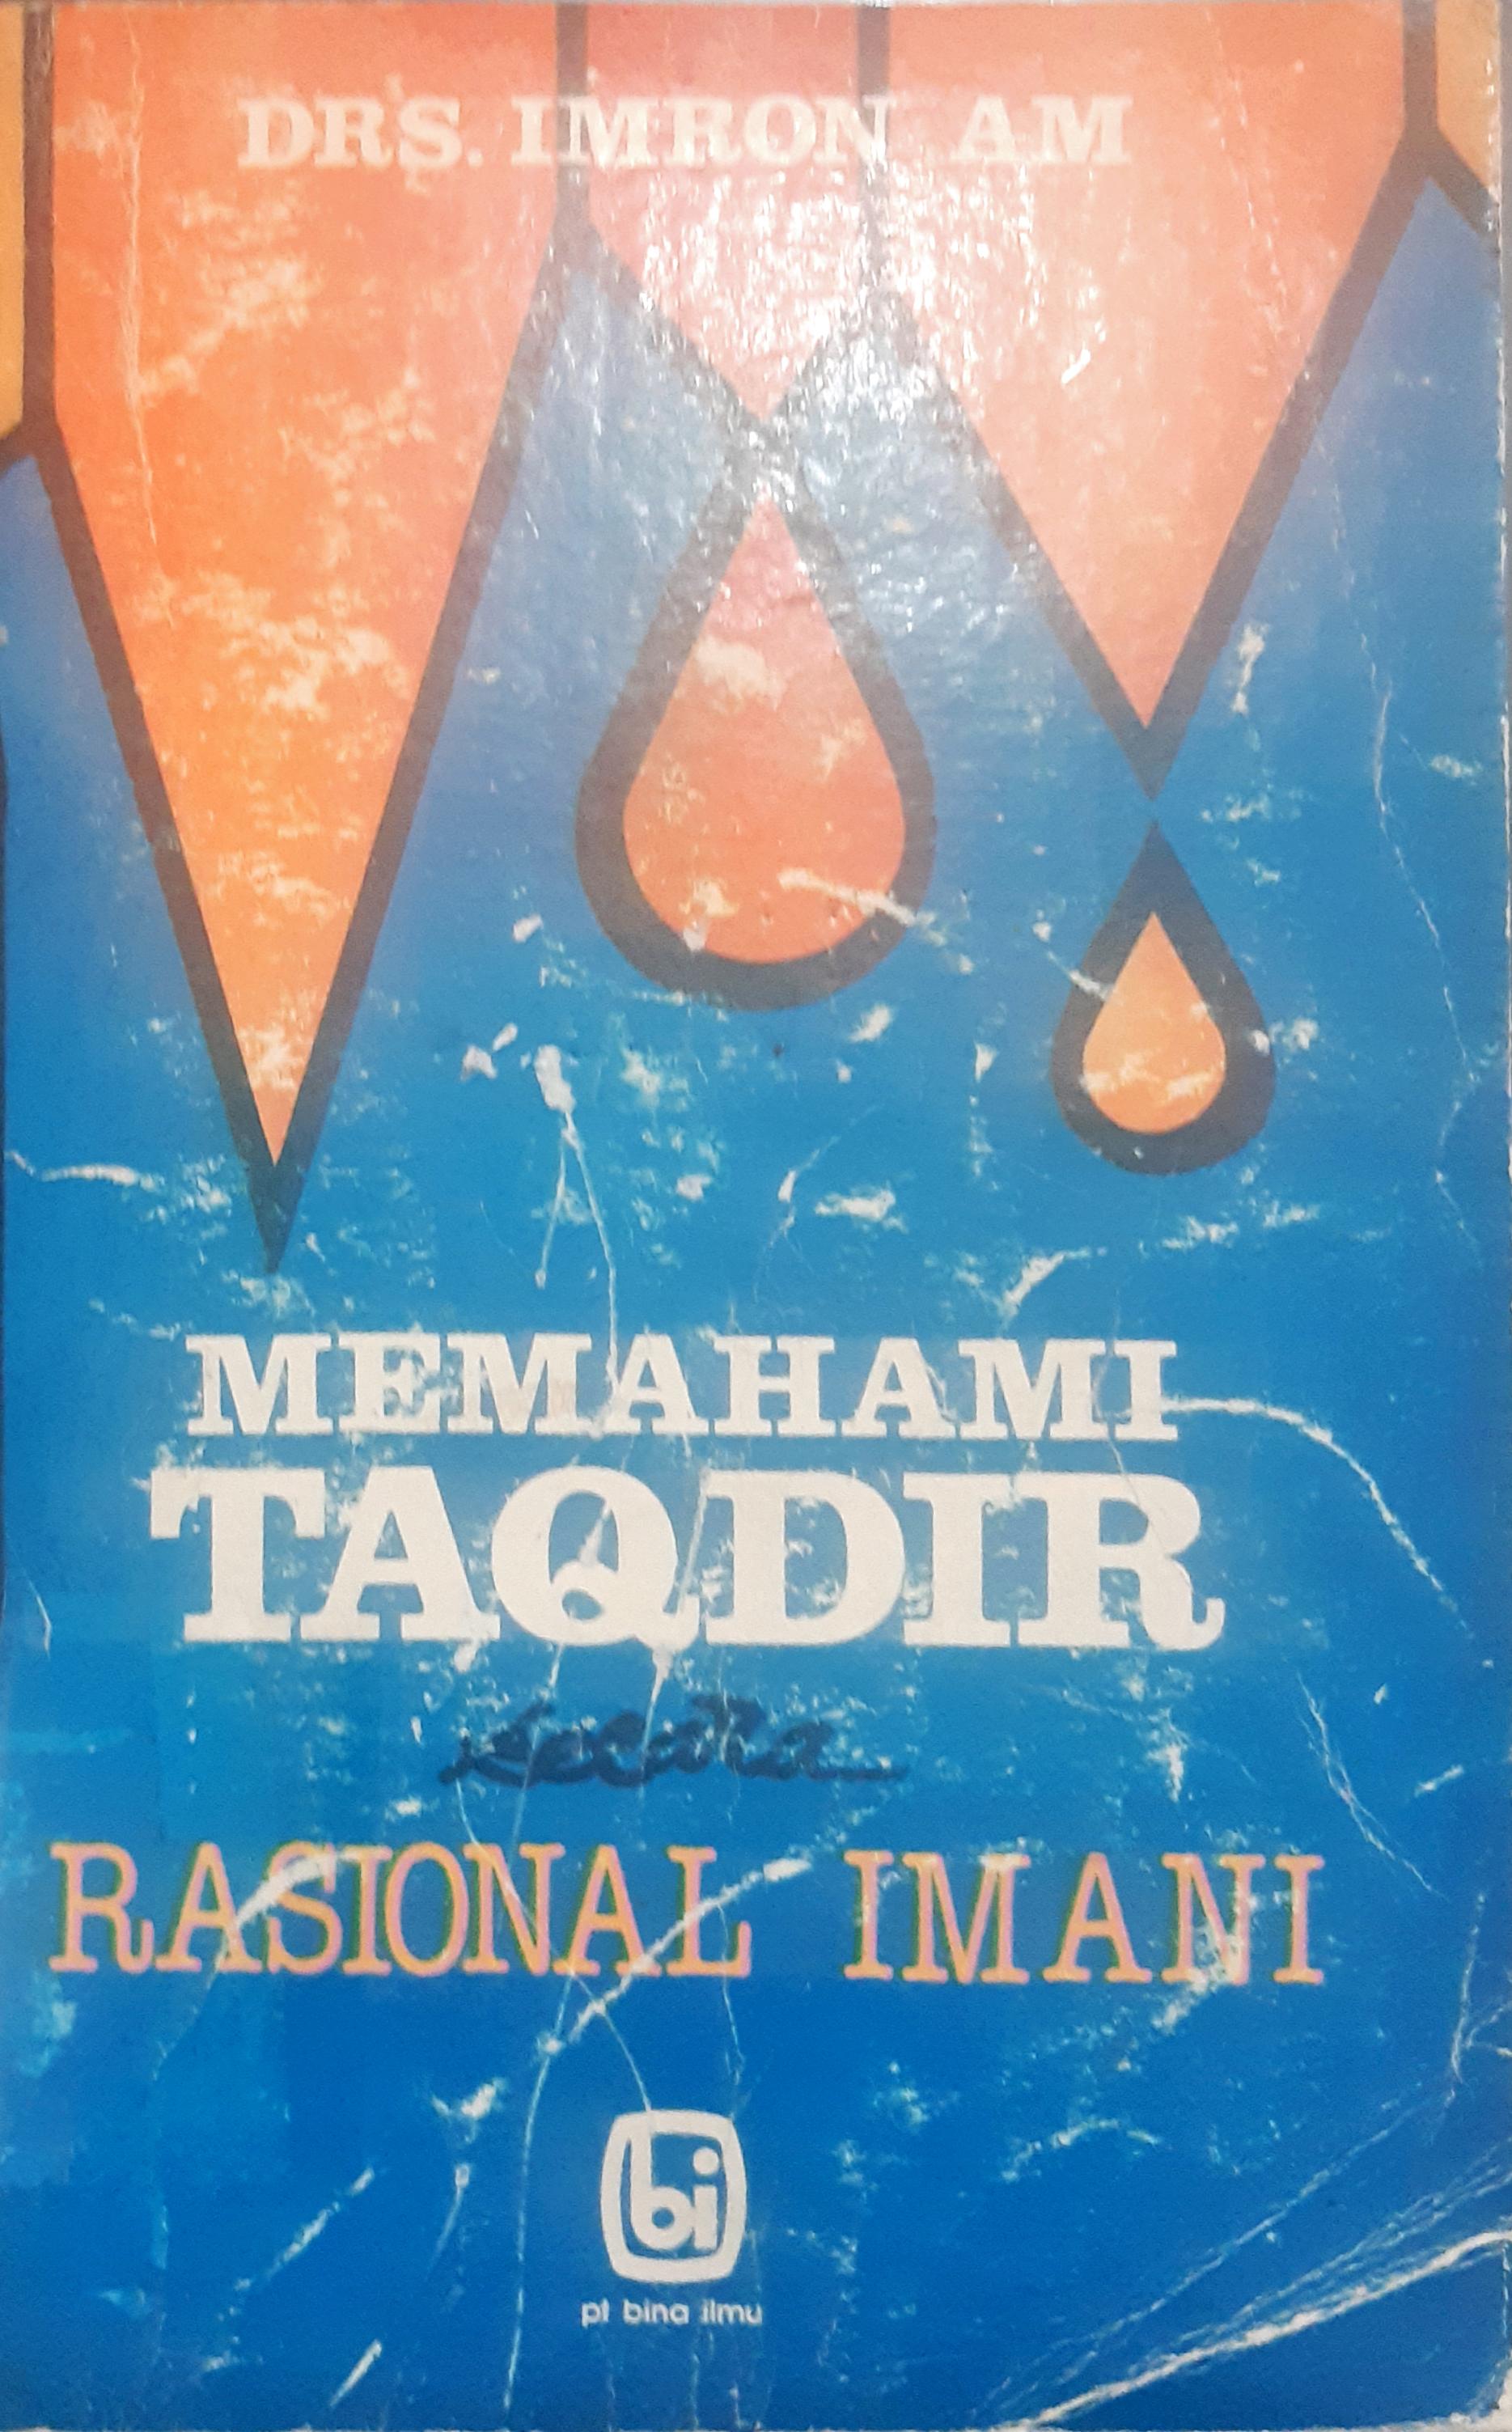 DRS. IMRON AM
MEMAHAMI
TAQDIR
secara
RASIONAL IMANI
bi
pt bina ilmu